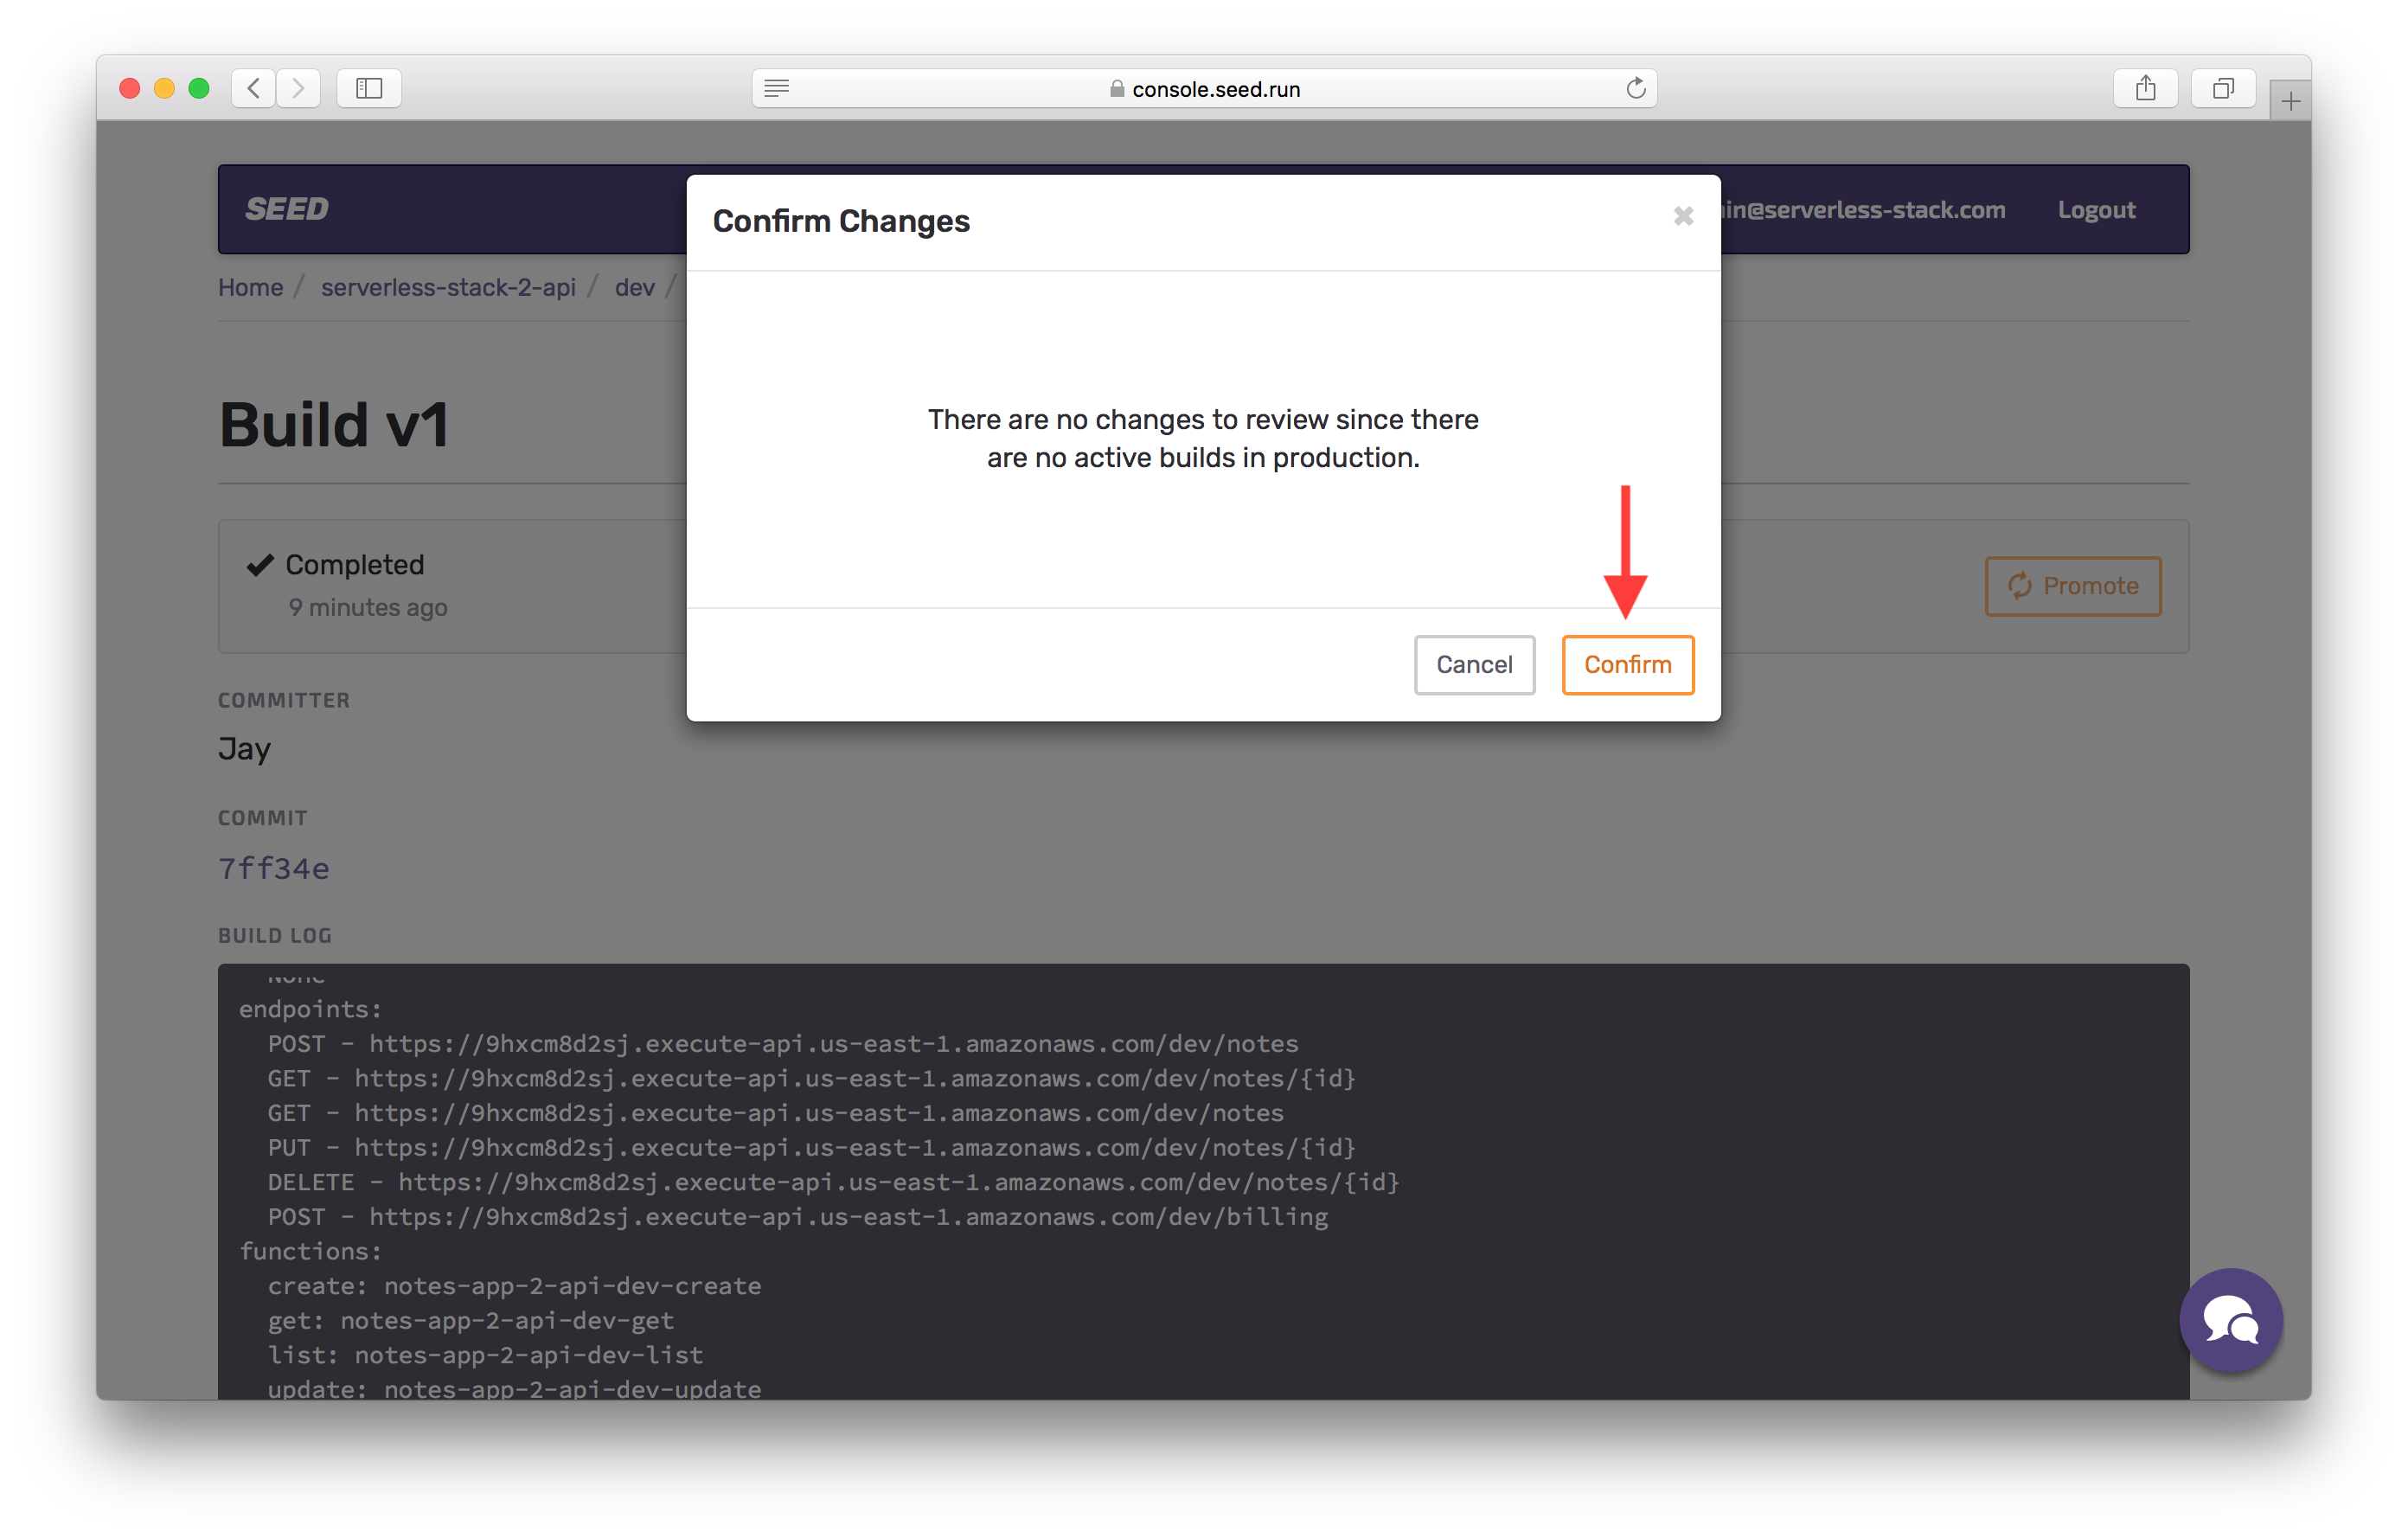 console.seed.run
SEED
in@serverless-stack.com
Logout
Home / serverless-stack-2-api / dev /
Confirm Changes
There are no changes to review since there
are no active builds in production.
Cancel
Confirm
Build v1
Completed
9 minutes ago
Promote
COMMITTER
Jay
COMMIT
7ff34e
BUILD LOG
None
endpoints:
POST - https://9hxcm8d2sj.execute-api.us-east-1.amazonaws.com/dev/notes
GET - https://9hxcm8d2sj.execute-api.us-east-1.amazonaws.com/dev/notes/{id}
GET - https://9hxcm8d2sj.execute-api.us-east-1.amazonaws.com/dev/notes
PUT - https://9hxcm8d2sj.execute-api.us-east-1.amazonaws.com/dev/notes/{id}
DELETE - https://9hxcm8d2sj.execute-api.us-east-1.amazonaws.com/dev/notes/{id}
POST - https://9hxcm8d2sj.execute-api.us-east-1.amazonaws.com/dev/billing
functions:
create: notes-app-2-api-dev-create
get: notes-app-2-api-dev-get
list: notes-app-2-api-dev-list
update: notes-app-2-api-dev-update